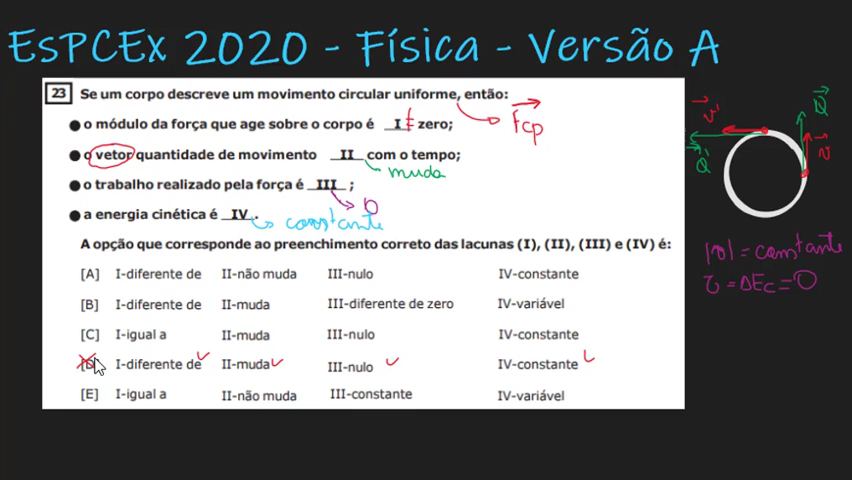 EsPCEx 2020 - Física - Versão A
23 Se um corpo descreve um movimento circular uniforme, então:
● o módulo da força que age sobre o corpo é __I__ zero;
≠
Fcp
● o vetor quantidade de movimento __II__ com o tempo;
muda
● o trabalho realizado pela força é __III__ ;
0
● a energia cinética é __IV__ .
constante
A opção que corresponde ao preenchimento correto das lacunas (I), (II), (III) e (IV) é:
[A] I-diferente de II-não muda III-nulo IV-constante
[B] I-diferente de II-muda III-diferente de zero IV-variável
[C] I-igual a II-muda III-nulo IV-constante
[D] I-diferente de II-muda III-nulo IV-constante
[E] I-igual a II-não muda III-constante IV-variável
v'
Q
Q'
v
|v| = constante
τ = ΔEc = 0